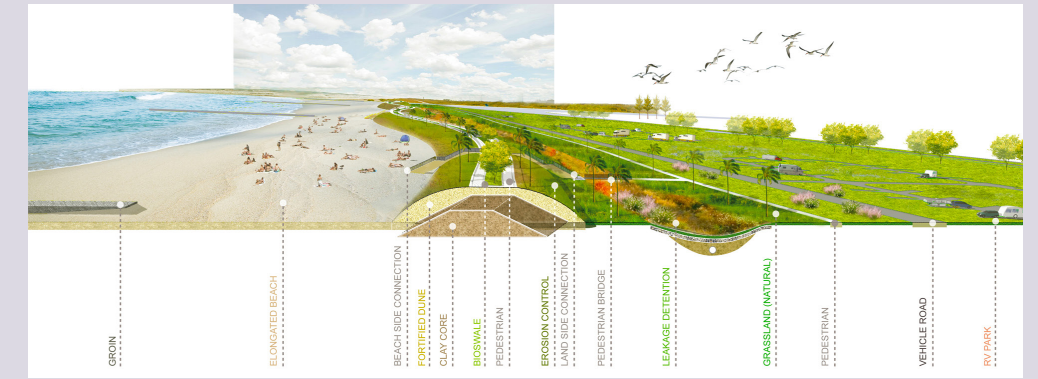 GROIN
ELONGATED BEACH
BEACH SIDE CONNECTION
FORTIFIED DUNE
CLAY CORE
BIOSWALE
PEDESTRIAN
EROSION CONTROL
LAND SIDE CONNECTION
PEDESTRIAN BRIDGE
LEAKAGE DETENTION
GRASSLAND (NATURAL)
PEDESTRIAN
VEHICLE ROAD
RV PARK